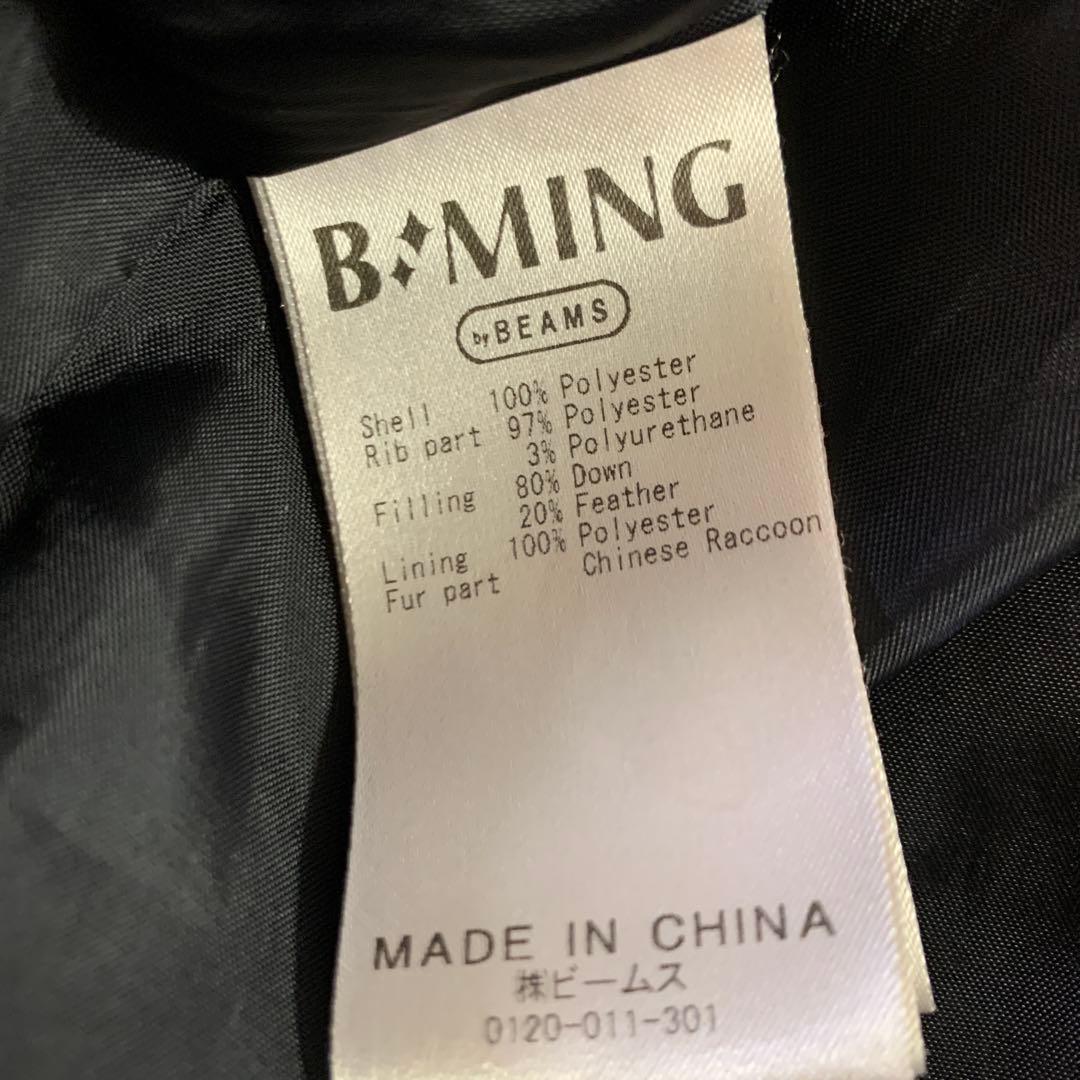 B MING
by BEAMS
Shell 100% Polyester
Rib part 97% Polyester
3% Polyurethane
Filling 80% Down
20% Feather
Lining 100% Polyester
Fur part Chinese Raccoon
MADE IN CHINA
㈱ビームス
0120-011-301